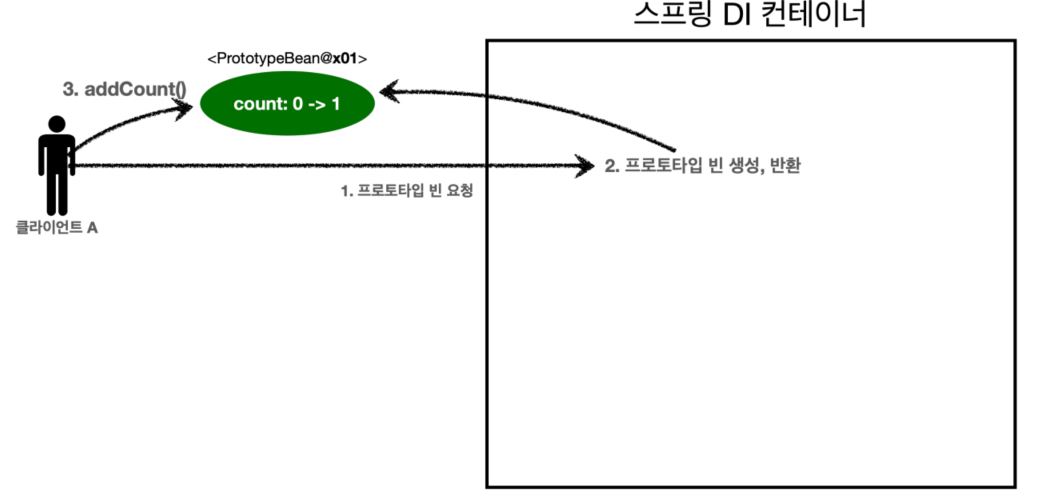 스프링 DI 컨테이너
<PrototypeBean@x01>
3. addCount()
count: 0 -> 1
2. 프로토타입 빈 생성, 반환
1. 프로토타입 빈 요청
클라이언트 A